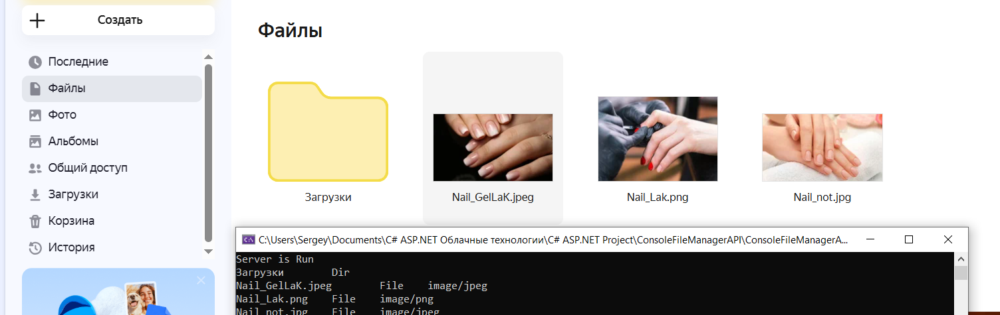 Создать
Последние
Файлы
Фото
Альбомы
Общий доступ
Загрузки
Корзина
История
Файлы
Загрузки
Nail_GelLaK.jpeg
Nail_Lak.png
Nail_not.jpg
C:\Users\Sergey\Documents\C# ASP.NET Облачные технологии\C# ASP.NET Project\ConsoleFileManagerAPI\ConsoleFileManagerA...
Server is Run
Загрузки Dir
Nail_GelLaK.jpeg File image/jpeg
Nail_Lak.png File image/png
Nail_not.jpg File image/jpeg